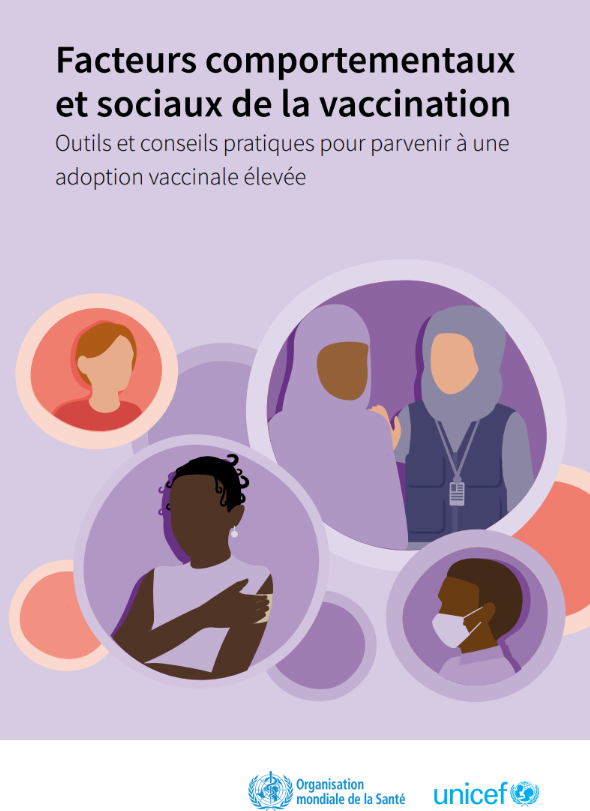 Facteurs comportementaux
et sociaux de la vaccination
Outils et conseils pratiques pour parvenir à une
adoption vaccinale élevée
Organisation
mondiale de la Santé
unicef